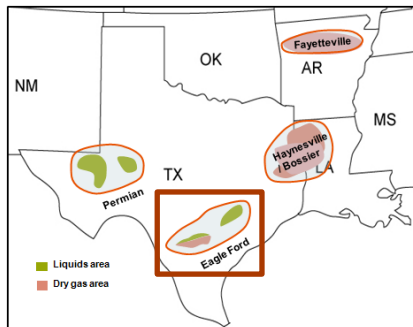 Fayetteville
OK
AR
NM
MS
Haynesville
/ Bossier
LA
TX
Permian
Eagle Ford
Liquids area
Dry gas area